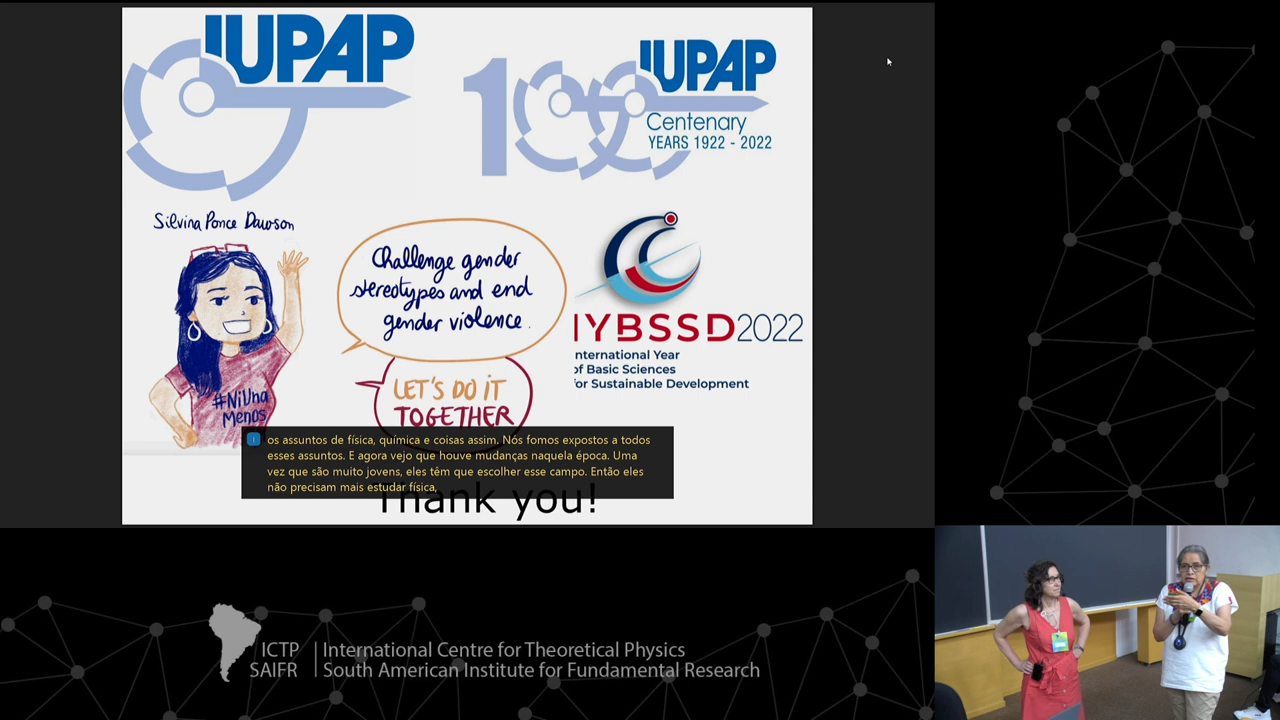 IUPAP
100
IUPAP
Centenary
YEARS 1922 - 2022
Silvina Ponce Dawson
Challenge gender
stereotypes and end
gender violence.
LET'S DO IT
TOGETHER
#NiUna
Menos
IYBSSD2022
nternational Year
of Basic Sciences
for Sustainable Development
os assuntos de física, química e coisas assim. Nós fomos expostos a todos
esses assuntos. E agora vejo que houve mudanças naquela época. Uma
vez que são muito jovens, eles têm que escolher esse campo. Então eles
não precisam mais estudar física,
Thank you!
ICTP
SAIFR
International Centre for Theoretical Physics
South American Institute for Fundamental Research